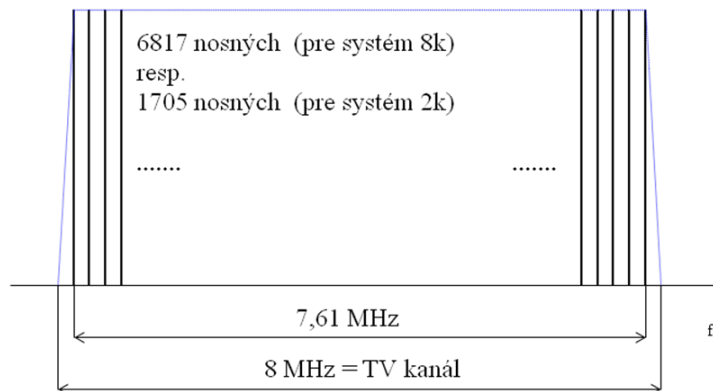 6817 nosných (pre systém 8k)
resp.
1705 nosných (pre systém 2k)
....... .......
7,61 MHz
f
8 MHz = TV kanál